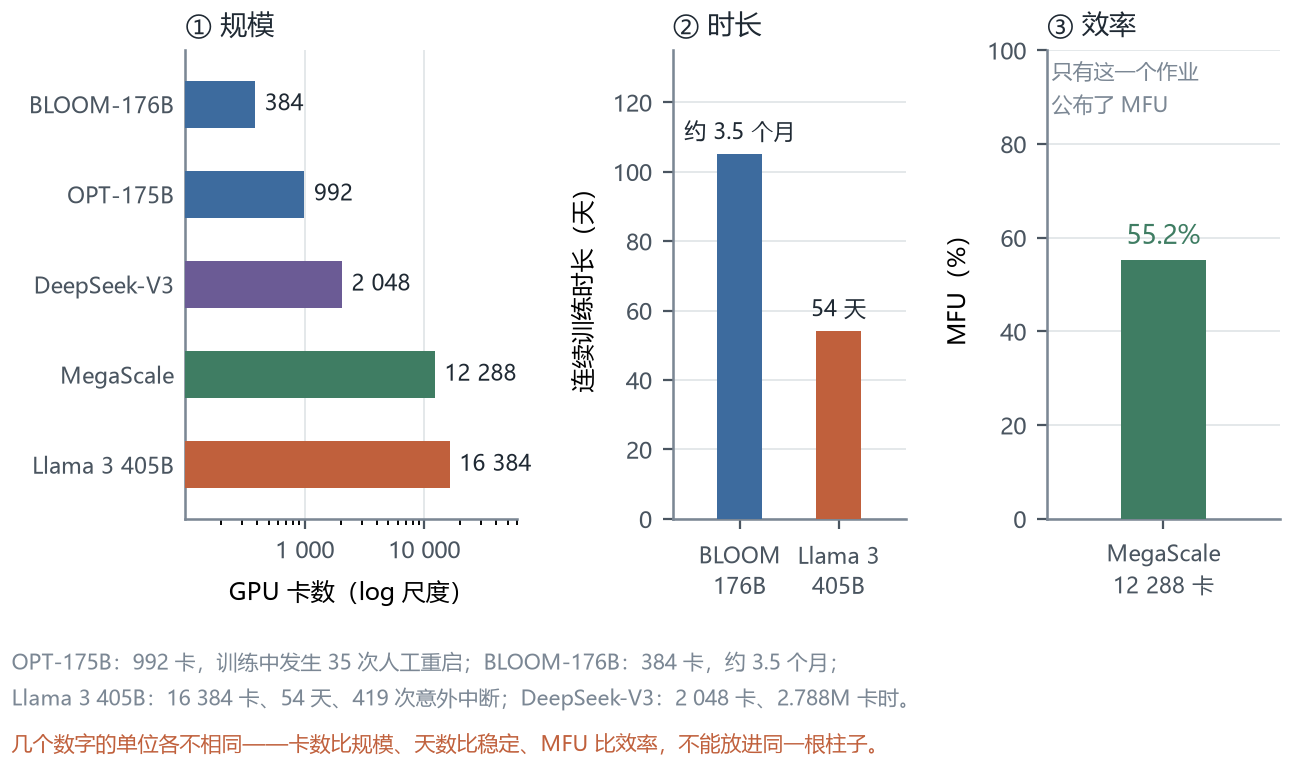 ① 规模
BLOOM-176B
384
OPT-175B
992
DeepSeek-V3
2 048
MegaScale
12 288
Llama 3 405B
16 384
1 000
10 000
GPU 卡数（log 尺度）
② 时长
连续训练时长（天）
120
100
80
60
40
20
0
约 3.5 个月
54 天
BLOOM
176B
Llama 3
405B
③ 效率
MFU（%）
100
80
60
40
20
0
只有这一个作业
公布了 MFU
55.2%
MegaScale
12 288 卡
OPT-175B：992 卡，训练中发生 35 次人工重启；BLOOM-176B：384 卡，约 3.5 个月；
Llama 3 405B：16 384 卡、54 天、419 次意外中断；DeepSeek-V3：2 048 卡、2.788M 卡时。
几个数字的单位各不相同——卡数比规模、天数比稳定、MFU 比效率，不能放进同一根柱子。